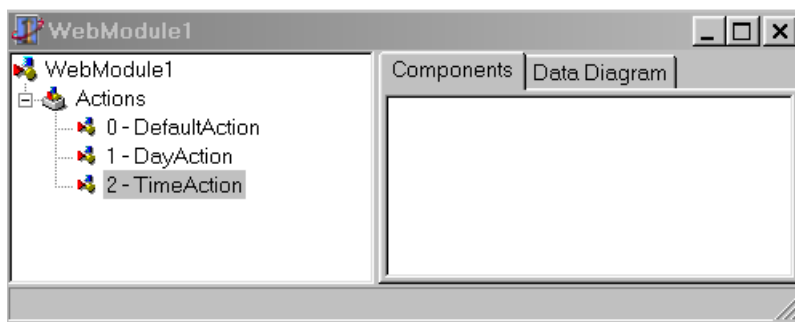 WebModule1
WebModule1
Actions
0 - DefaultAction
1 - DayAction
2 - TimeAction
Components
Data Diagram